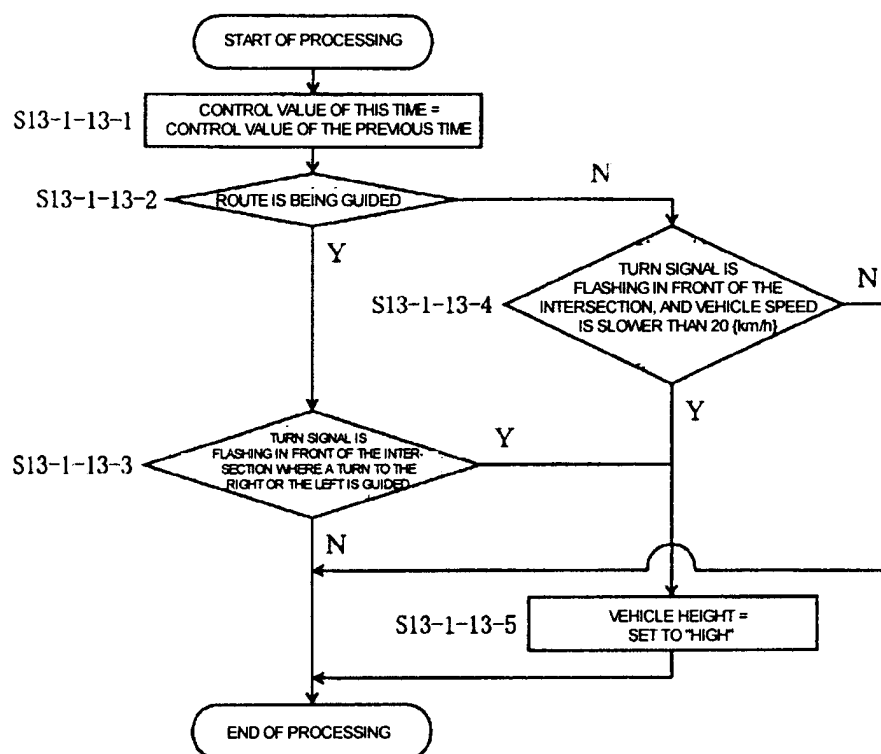 START OF PROCESSING
S13-1-13-1
CONTROL VALUE OF THIS TIME =
CONTROL VALUE OF THE PREVIOUS TIME
S13-1-13-2
ROUTE IS BEING GUIDED
N
Y
S13-1-13-4
TURN SIGNAL IS
FLASHING IN FRONT OF THE
INTERSECTION, AND VEHICLE SPEED
IS SLOWER THAN 20 {km/h}
N
Y
S13-1-13-3
TURN SIGNAL IS
FLASHING IN FRONT OF THE INTER-
SECTION WHERE A TURN TO THE
RIGHT OR THE LEFT IS GUIDED
Y
N
S13-1-13-5
VEHICLE HEIGHT =
SET TO "HIGH"
END OF PROCESSING